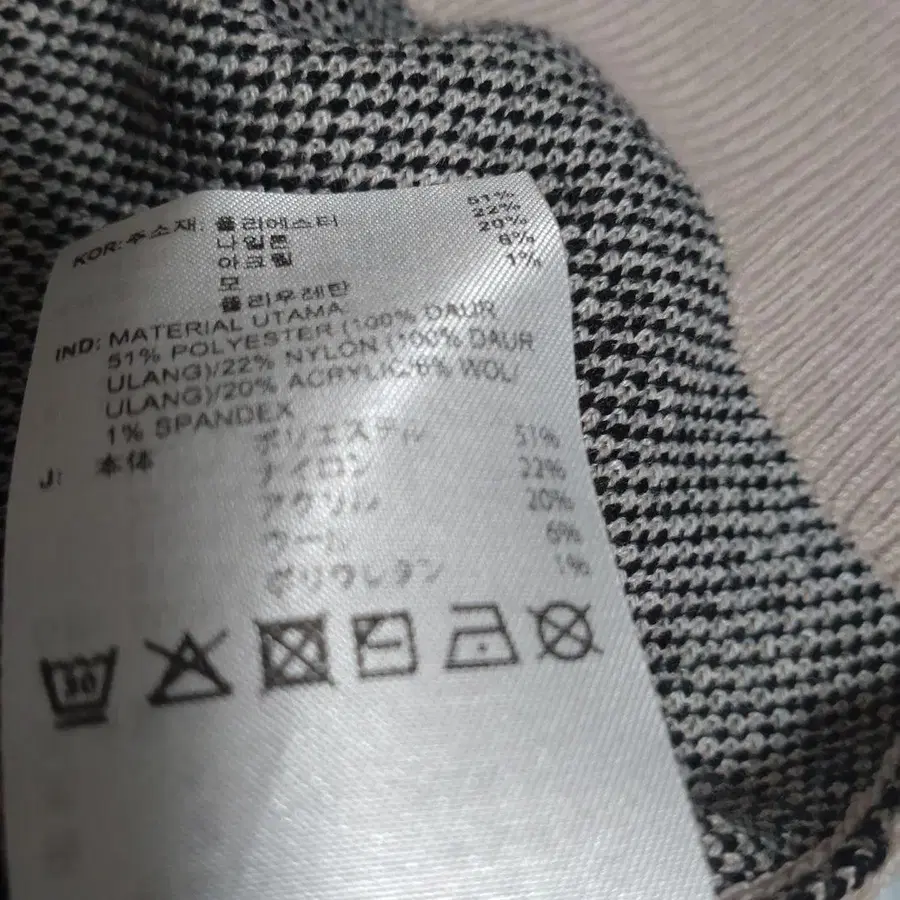 KOR: 주소재: 폴리에스터 51%
나일론 22%
아크릴 20%
모 6%
폴리우레탄 1%
IND: MATERIAL UTAMA
51% POLYESTER (100% DAUR
ULANG)/22% NYLON (100% DAUR
ULANG)/20% ACRYLIC/6% WOL/
1% SPANDEX
J: 本体 ポリエステル 51%
ナイロン 22%
アクリル 20%
ウール 6%
ポリウレタン 1%
30